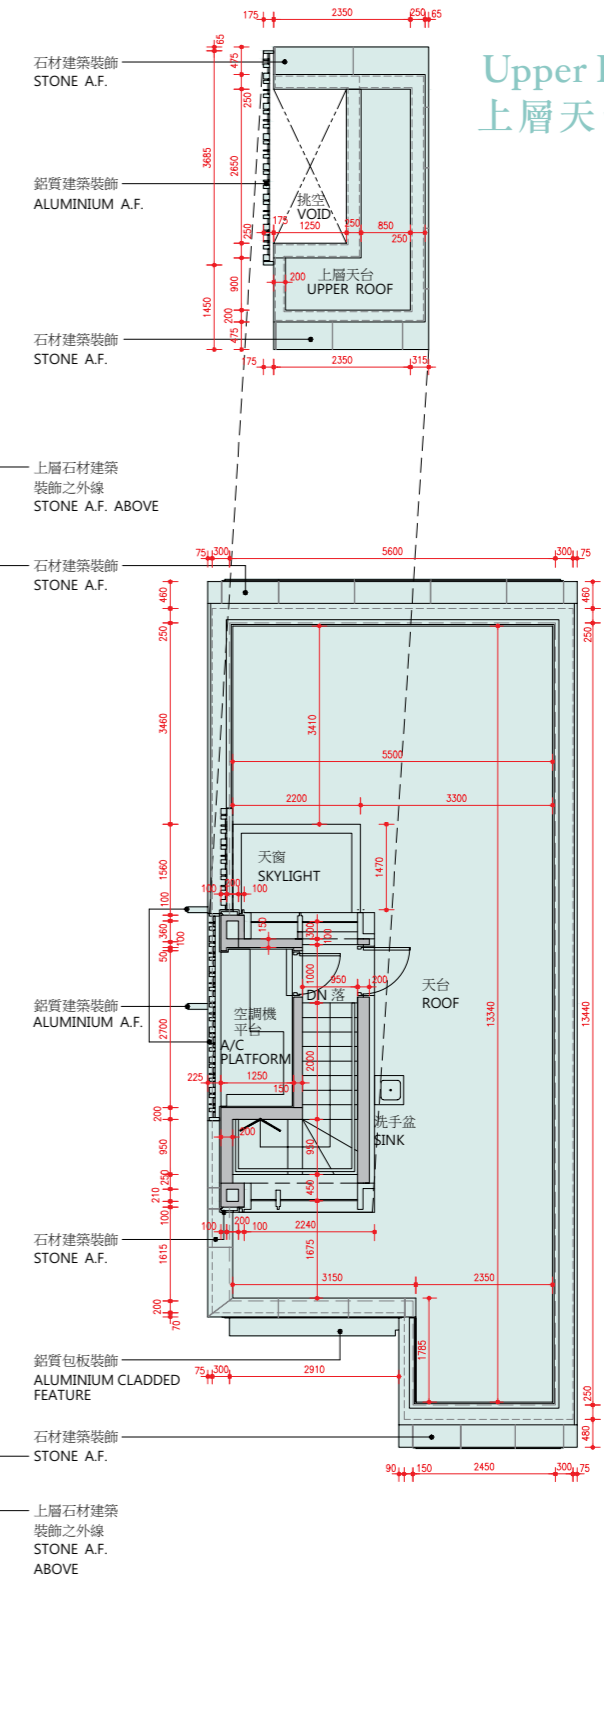 175
2350
250
65
65
475
250
3685
2650
250
900
1450
200
475
石材建築裝飾
STONE A.F.
Upper
上層天
鋁質建築裝飾
ALUMINIUM A.F.
挑空
VOID
175
1250
250
850
250
上層天台
UPPER ROOF
200
石材建築裝飾
STONE A.F.
175
2350
315
上層石材建築
裝飾之外線
STONE A.F. ABOVE
75
300
5600
300
75
石材建築裝飾
STONE A.F.
460
460
250
250
3460
3410
5500
2200
3300
天窗
SKYLIGHT
1560
1470
100
100
100
360
100
50
150
300
100
1000
950
200
天台
ROOF
DN 落
鋁質建築裝飾
ALUMINIUM A.F.
空調機
平台
A/C
PLATFORM
2700
13340
13440
2000
225
1250
150
200
200
洗手盆
SINK
950
950
250
210
450
100
石材建築裝飾
STONE A.F.
100
200
100
2240
1615
1675
3150
2350
200
70
1785
鋁質包板裝飾
ALUMINIUM CLADDED
FEATURE
75
300
2910
250
石材建築裝飾
STONE A.F.
480
90
150
2450
300
75
上層石材建築
裝飾之外線
STONE A.F.
ABOVE